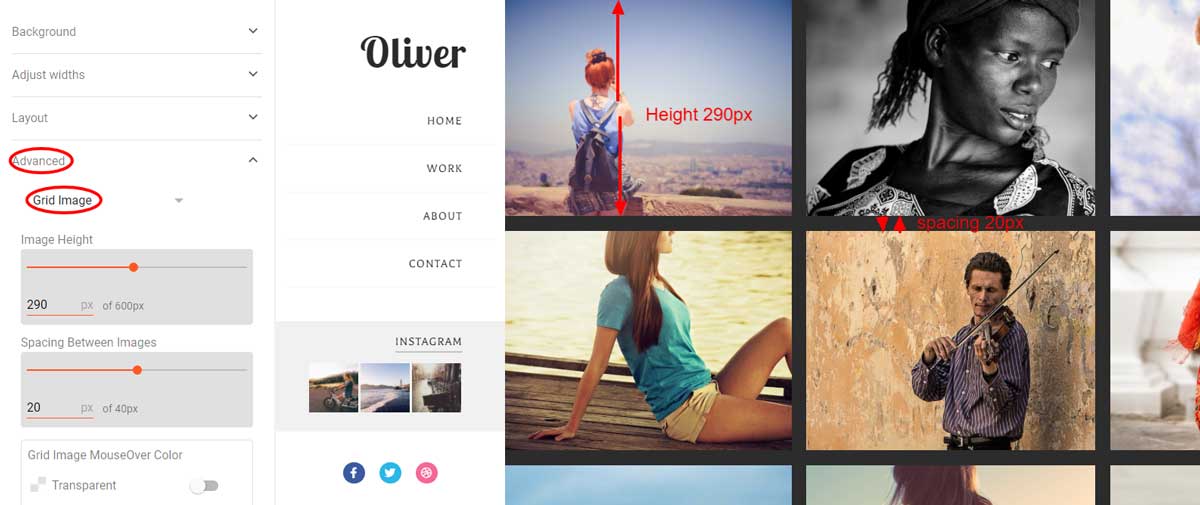 Background
Adjust widths
Layout
Advanced
Grid Image
Image Height
290 px of 600px
Spacing Between Images
20 px of 40px
Grid Image MouseOver Color
Transparent
Oliver
HOME
WORK
ABOUT
CONTACT
INSTAGRAM
Height 290px
spacing 20px